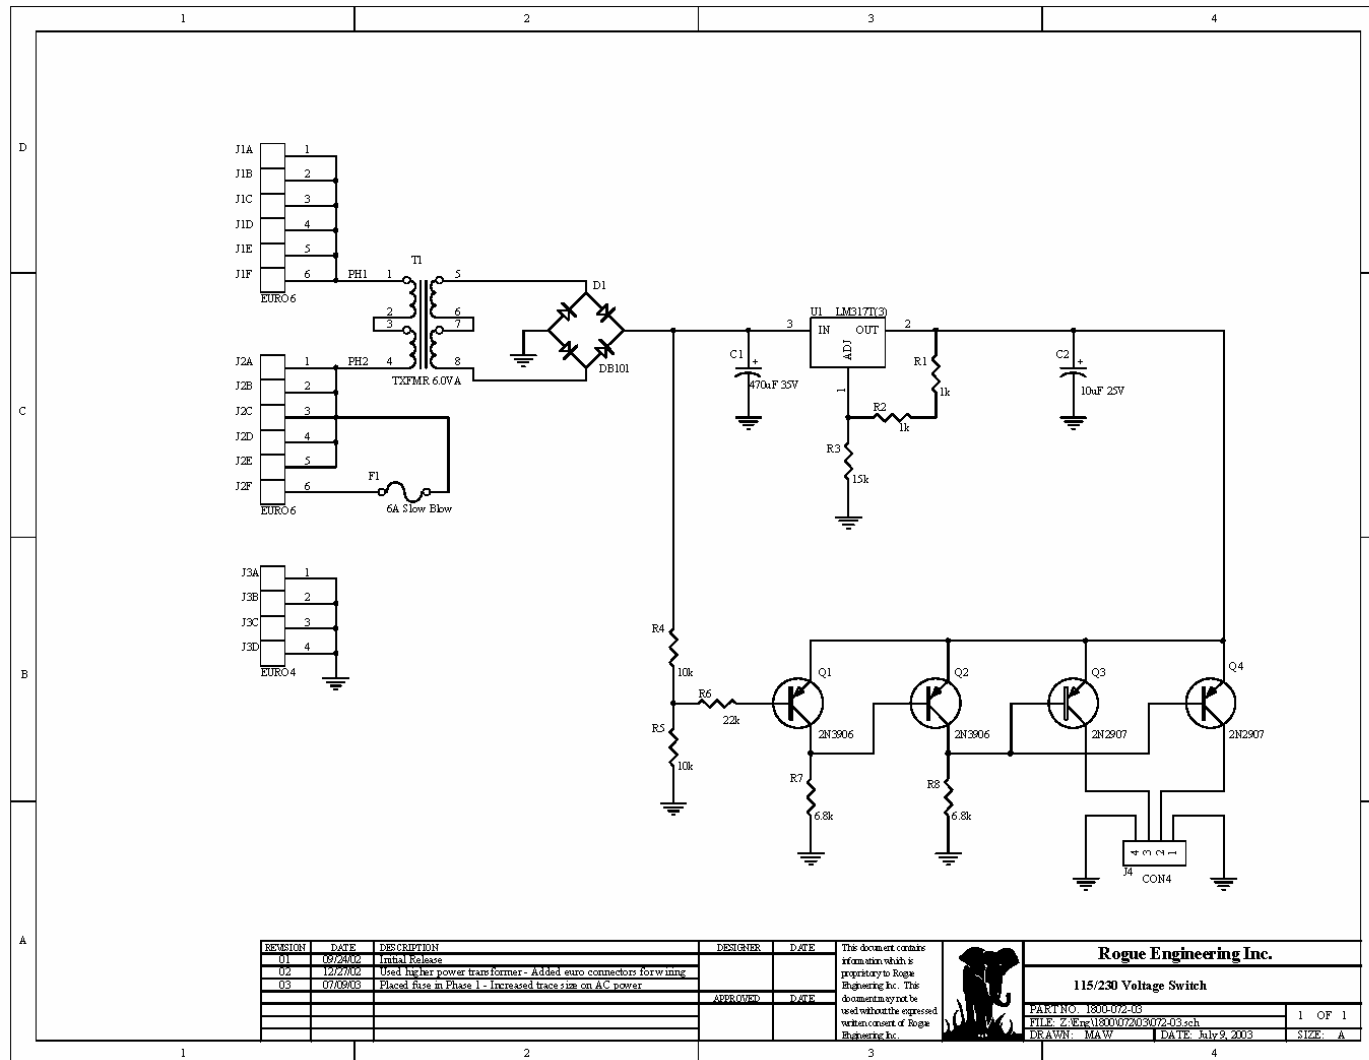 1 2 3 4
D
C
B
A
J1A 1
J1B 2
J1C 3
J1D 4
J1E 5
J1F 6 PH1
EURO6
J2A 1 PH2
J2B 2
J2C 3
J2D 4
J2E 5
J2F 6
EURO6
F1
6A Slow Blow
J3A 1
J3B 2
J3C 3
J3D 4
EURO4
T1
1 5
2 6
3 7
4 8
TXFMR 6.0VA
D1
DB101
C1 +
470uF 35V
U1 LM317T(3)
3 IN OUT 2
ADJ
1
R1
1k
R2
1k
R3
15k
C2 +
10uF 25V
R4
10k
R5
10k
R6
22k
Q1
2N3906
Q2
2N3906
Q3
2N2907
Q4
2N2907
R7
6.8k
R8
6.8k
4 3 2 1
J4
CON4
REVISION DATE DESCRIPTION DESIGNER DATE
01 09/24/02 Initial Release
02 12/27/02 Used higher power transformer - Added euro connectors for wiring
03 07/09/03 Placed fuse in Phase 1 - Increased trace size on AC power
APPROVED DATE
This document contains
information which is
propriatory to Rogue
Engineering Inc. This
document may not be
used without the expressed
written consent of Rogue
Engineering Inc.
Rogue Engineering Inc.
115/230 Voltage Switch
PART NO. 1800-072-03
FILE: Z:\Eng\1800\072\03\072-03.sch
DRAWN: MAW DATE: July 9, 2003
1 OF 1
SIZE: A
1 2 3 4